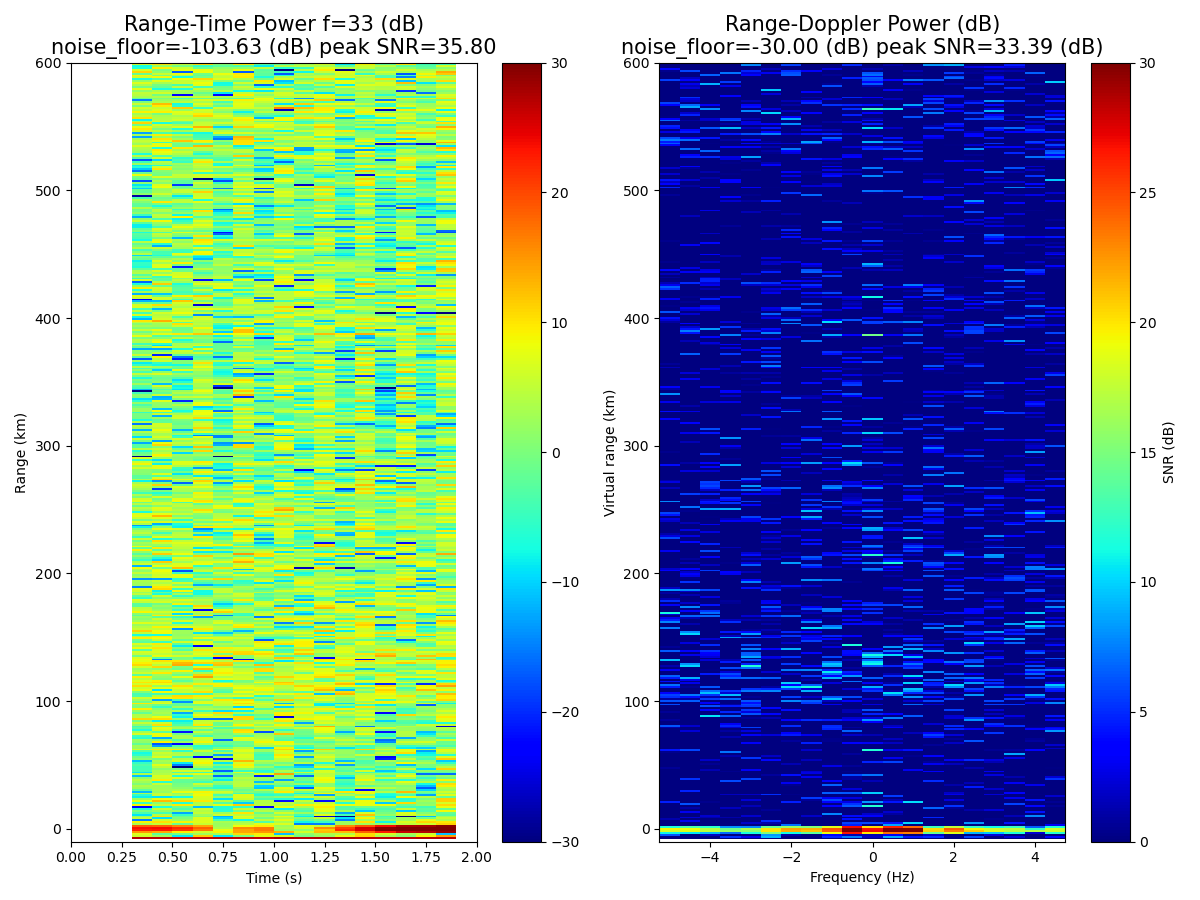 Range-Time Power f=33 (dB)
noise_floor=-103.63 (dB) peak SNR=35.80
Range (km)
600
500
400
300
200
100
0
0.00 0.25 0.50 0.75 1.00 1.25 1.50 1.75 2.00
Time (s)
30
20
10
0
−10
−20
−30
Range-Doppler Power (dB)
noise_floor=-30.00 (dB) peak SNR=33.39 (dB)
Virtual range (km)
600
500
400
300
200
100
0
−4 −2 0 2 4
Frequency (Hz)
30
25
20
15
10
5
0
SNR (dB)